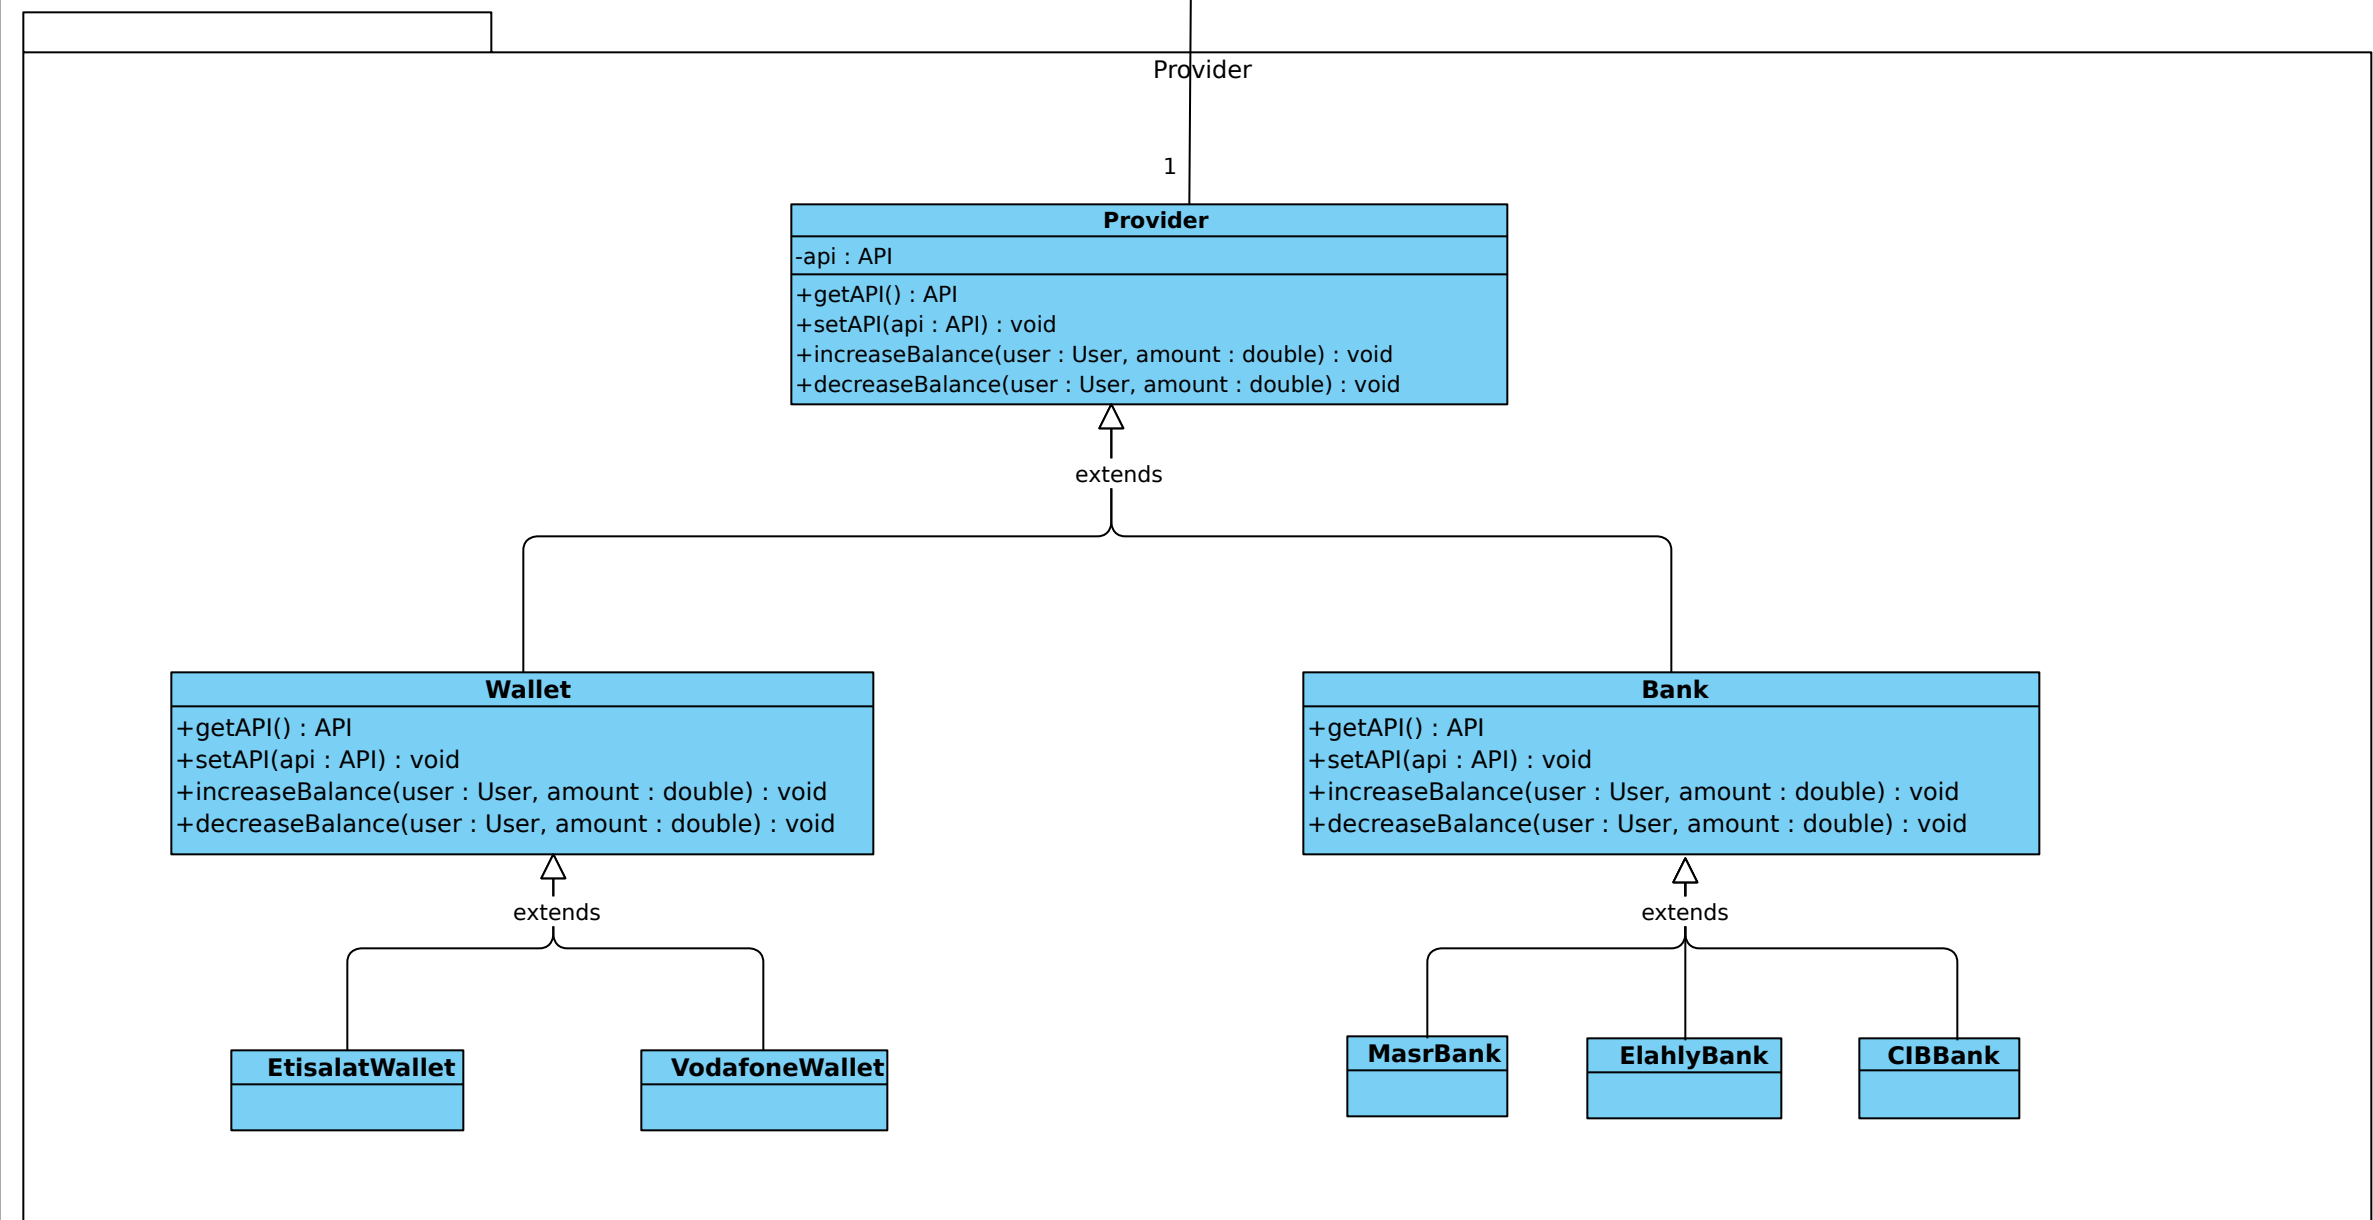 Provider
1
Provider
-api : API
+getAPI() : API
+setAPI(api : API) : void
+increaseBalance(user : User, amount : double) : void
+decreaseBalance(user : User, amount : double) : void
extends
Wallet
+getAPI() : API
+setAPI(api : API) : void
+increaseBalance(user : User, amount : double) : void
+decreaseBalance(user : User, amount : double) : void
Bank
+getAPI() : API
+setAPI(api : API) : void
+increaseBalance(user : User, amount : double) : void
+decreaseBalance(user : User, amount : double) : void
extends
extends
EtisalatWallet
VodafoneWallet
MasrBank
ElahlyBank
CIBBank